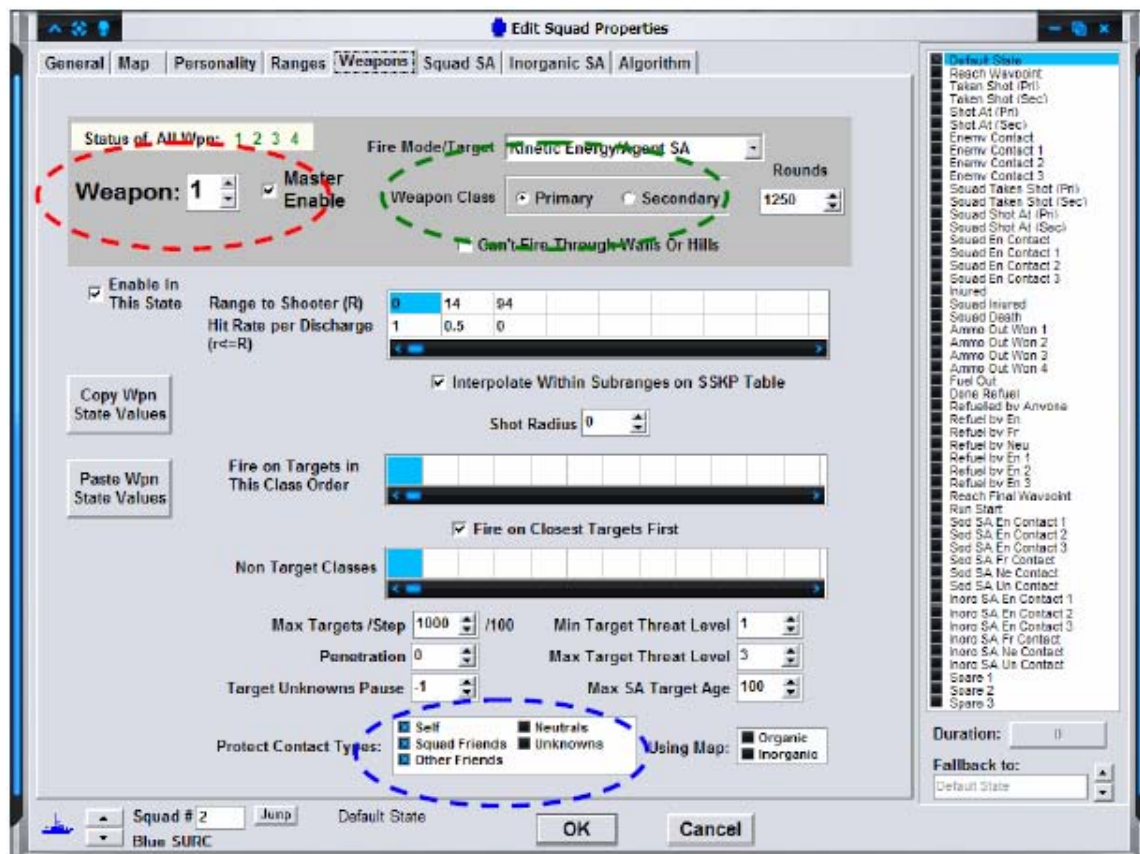 Edit Squad Properties
General Map Personality Ranges Weapons Squad SA Inorganic SA Algorithm
Status of All Wpn: 1 2 3 4
Fire Mode/Target Kinetic Energy/Agent SA
Rounds
Weapon: 1 Master Enable
Weapon Class Primary Secondary 1250
Can't Fire Through Walls Or Hills
Enable In This State
Range to Shooter (R) 0 14 94
Hit Rate per Discharge 1 0.5 0
(r<=R)
Interpolate Within Subranges on SSKP Table
Copy Wpn State Values
Shot Radius 0
Paste Wpn State Values
Fire on Targets in This Class Order
Fire on Closest Targets First
Non Target Classes
Max Targets /Step 1000 /100 Min Target Threat Level 1
Penetration 0 Max Target Threat Level 3
Target Unknowns Pause -1 Max SA Target Age 100
Protect Contact Types:
Self Neutrals
Squad Friends Unknowns
Other Friends
Using Map: Organic
Inorganic
Squad # 2 Jump Default State
Blue SURC
OK Cancel
Default State
Reach Waypoint
Taken Shot (Pri)
Taken Shot (Sec)
Shot At (Pri)
Shot At (Sec)
Enemy Contact
Enemy Contact 1
Enemy Contact 2
Enemy Contact 3
Squad Taken Shot (Pri)
Squad Taken Shot (Sec)
Squad Shot At (Pri)
Squad Shot At (Sec)
Squad En Contact
Squad En Contact 1
Squad En Contact 2
Squad En Contact 3
Injured
Squad Injured
Squad Death
Ammo Out Wpn 1
Ammo Out Wpn 2
Ammo Out Wpn 3
Ammo Out Wpn 4
Fuel Out
Done Refuel
Refuelled by Anyone
Refuel by En
Refuel by Fr
Refuel by Neu
Refuel by En 1
Refuel by En 2
Refuel by En 3
Reach Final Waypoint
Run Start
Sqd SA En Contact 1
Sqd SA En Contact 2
Sqd SA En Contact 3
Sqd SA Fr Contact
Sqd SA Ne Contact
Sqd SA Un Contact
Inorg SA En Contact 1
Inorg SA En Contact 2
Inorg SA En Contact 3
Inorg SA Fr Contact
Inorg SA Ne Contact
Inorg SA Un Contact
Spare 1
Spare 2
Spare 3
Duration: 0
Fallback to:
Default State